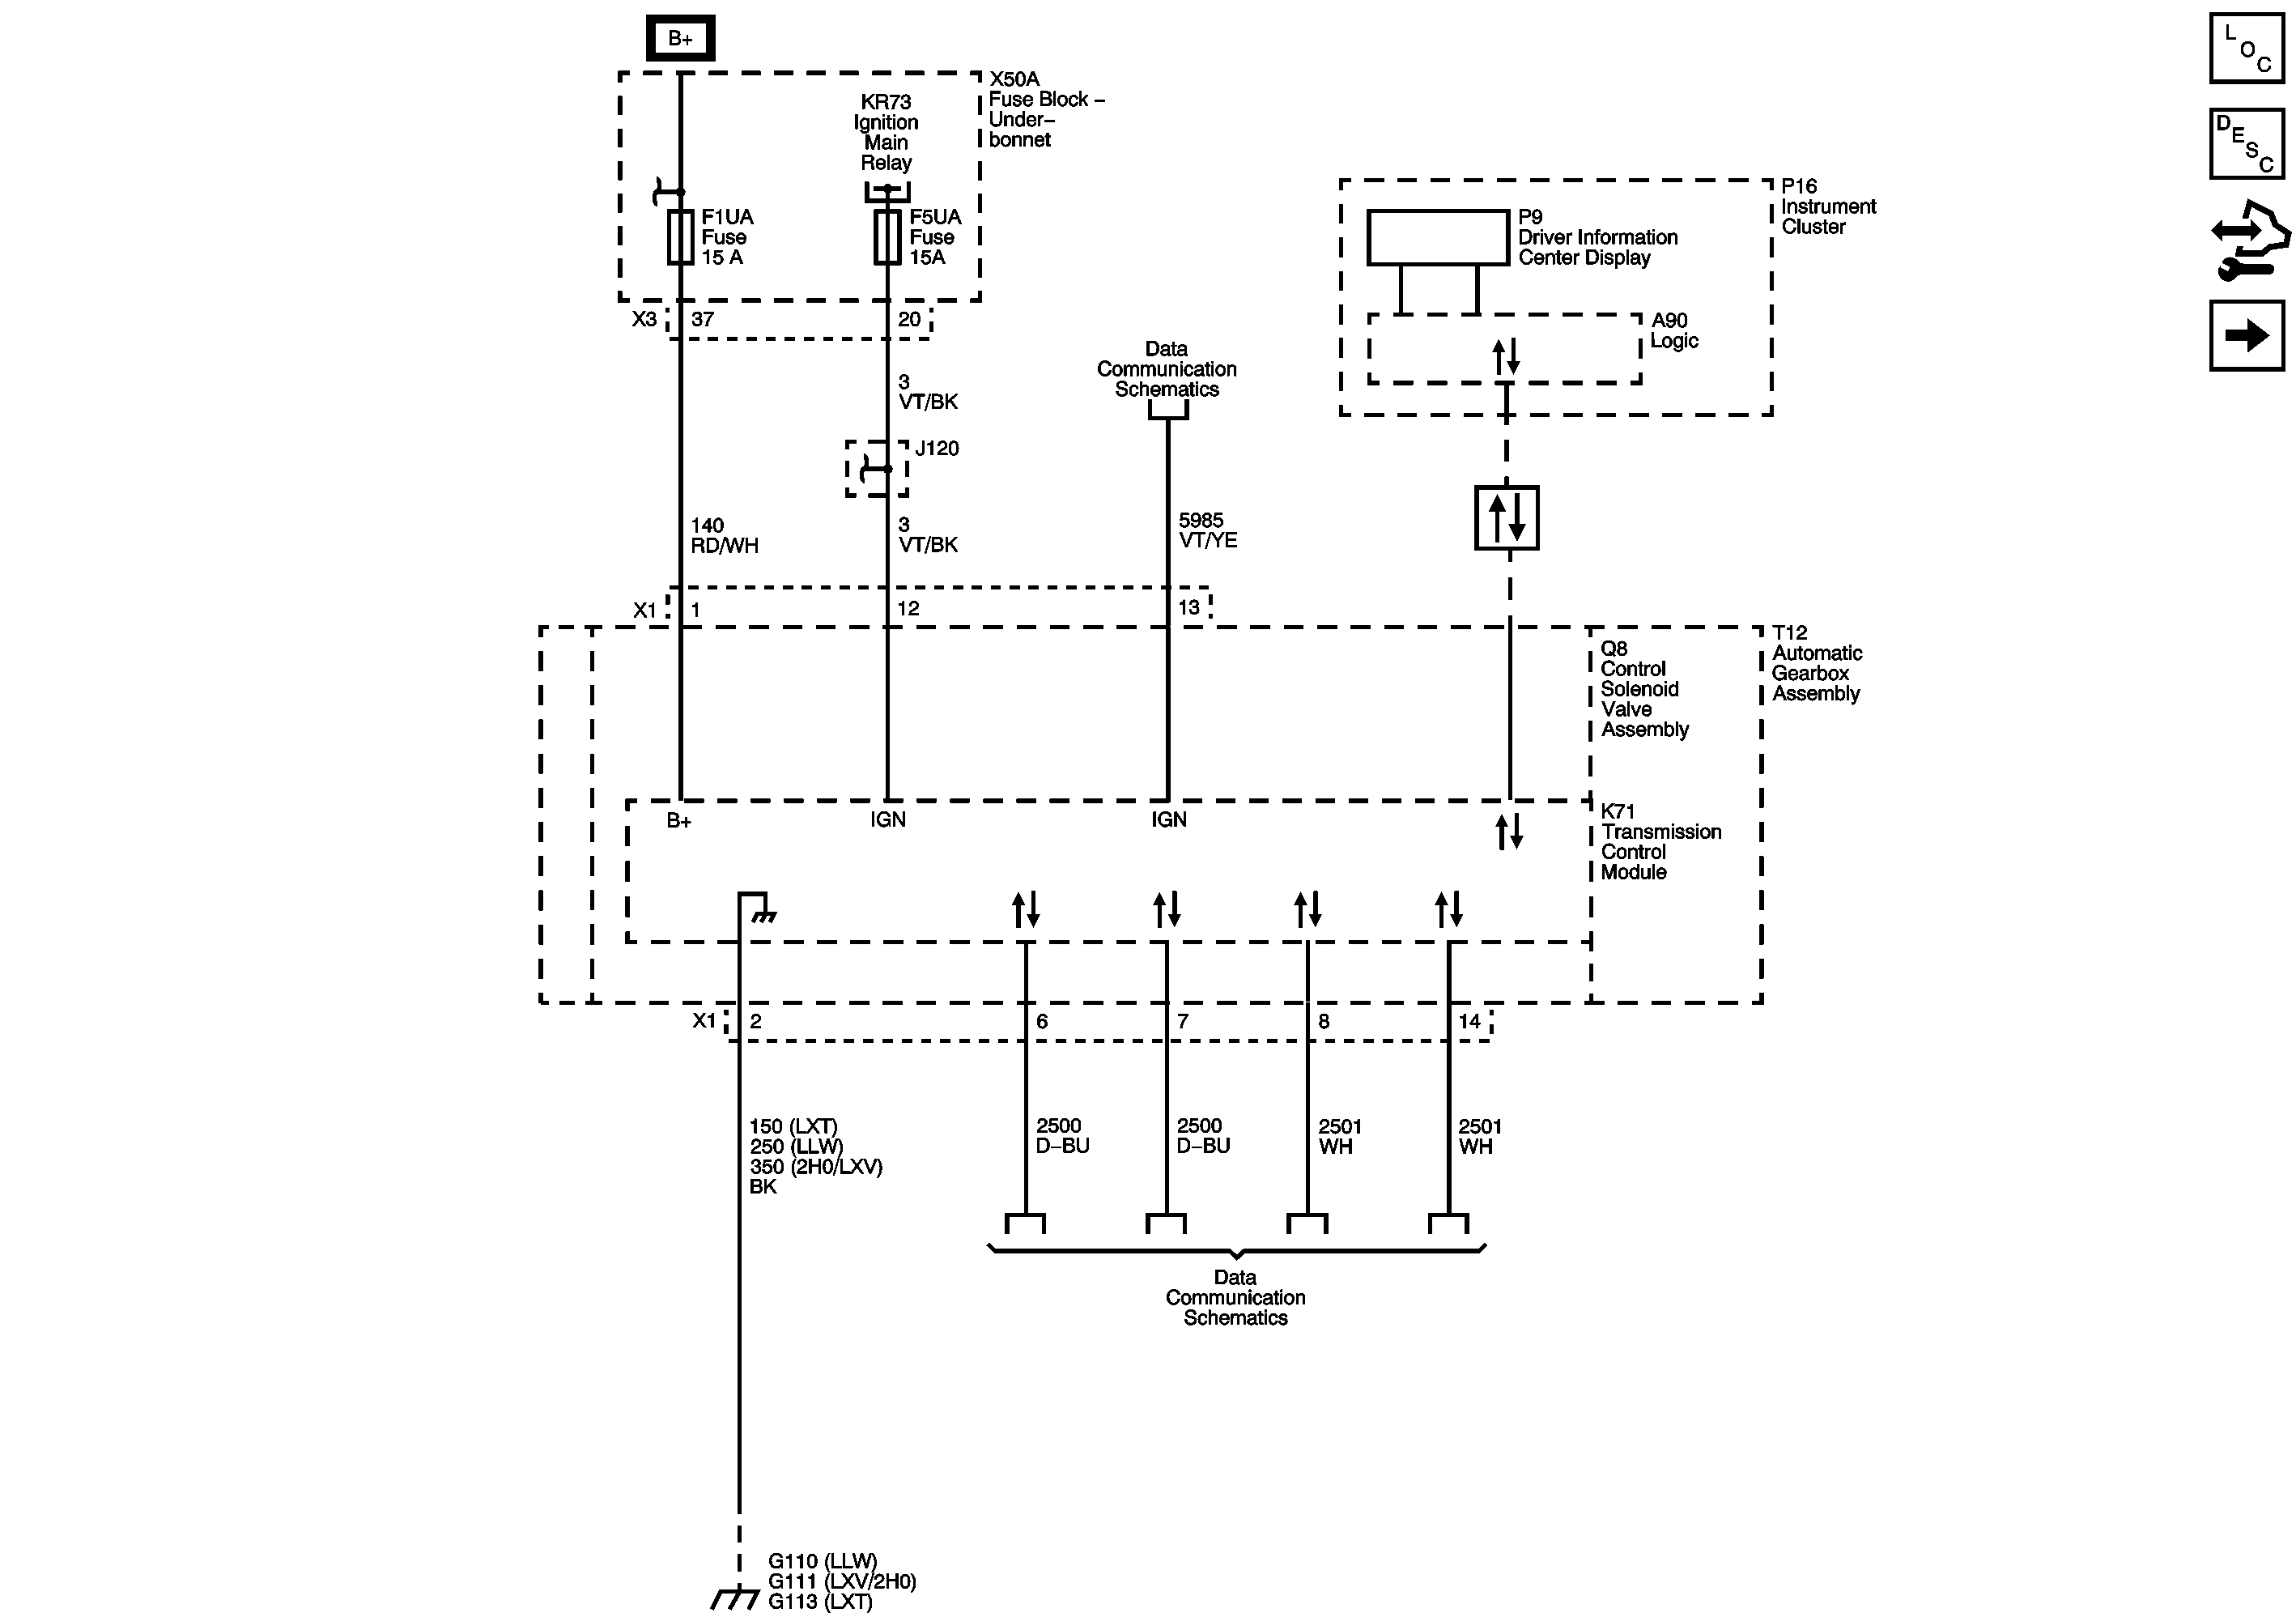 B+
X50A
Fuse Block –
Under–
bonnet
KR73
Ignition
Main
Relay
F1UA
Fuse
15 A
F5UA
Fuse
15A
X3
37
20
3
VT/BK
J120
140
RD/WH
3
VT/BK
Data
Communication
Schematics
5985
VT/YE
P16
Instrument
Cluster
P9
Driver Information
Center Display
A90
Logic
L
O
C
D
E
S
C
X1
1
12
13
Q8
Control
Solenoid
Valve
Assembly
T12
Automatic
Gearbox
Assembly
B+
IGN
IGN
K71
Transmission
Control
Module
X1
2
6
7
8
14
150 (LXT)
250 (LLW)
350 (2H0/LXV)
BK
2500
D–BU
2500
D–BU
2501
WH
2501
WH
Data
Communication
Schematics
G110 (LLW)
G111 (LXV/2H0)
G113 (LXT)